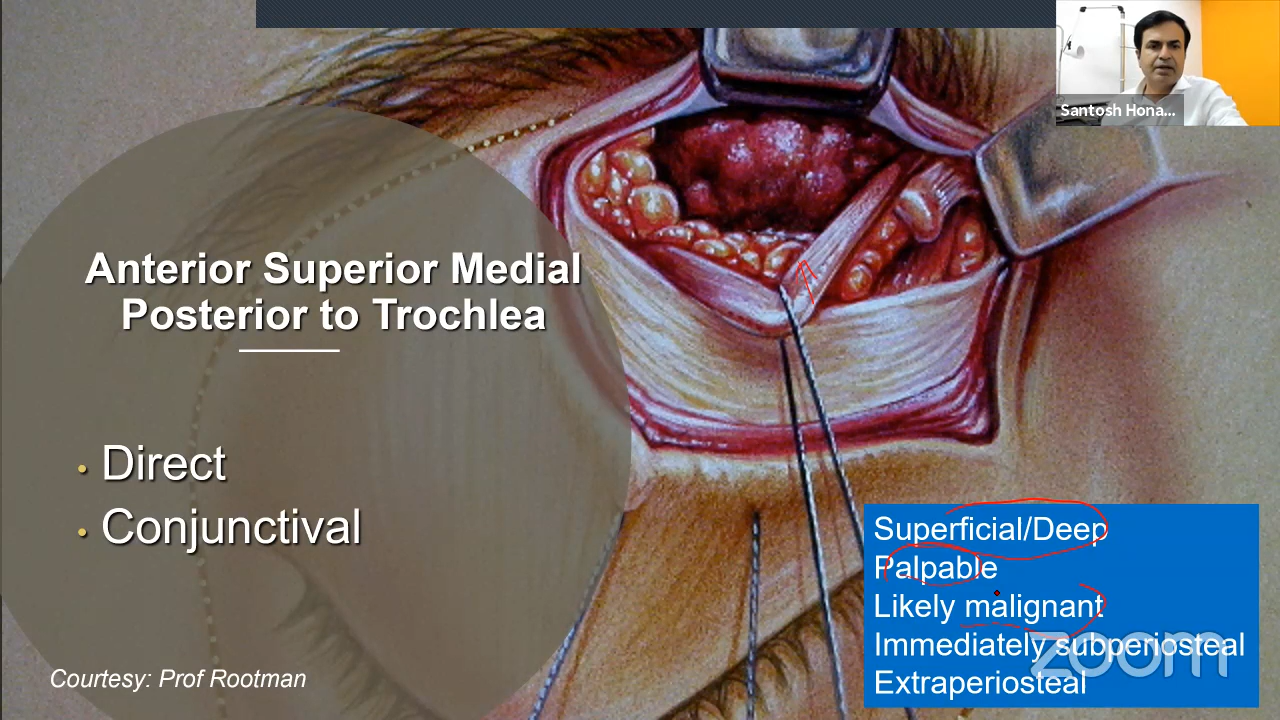 Santosh Hona...
Anterior Superior Medial
Posterior to Trochlea
• Direct
• Conjunctival
Superficial/Deep
Palpable
Likely malignant
Immediately subperiosteal
Extraperiosteal
zoom
Courtesy: Prof Rootman